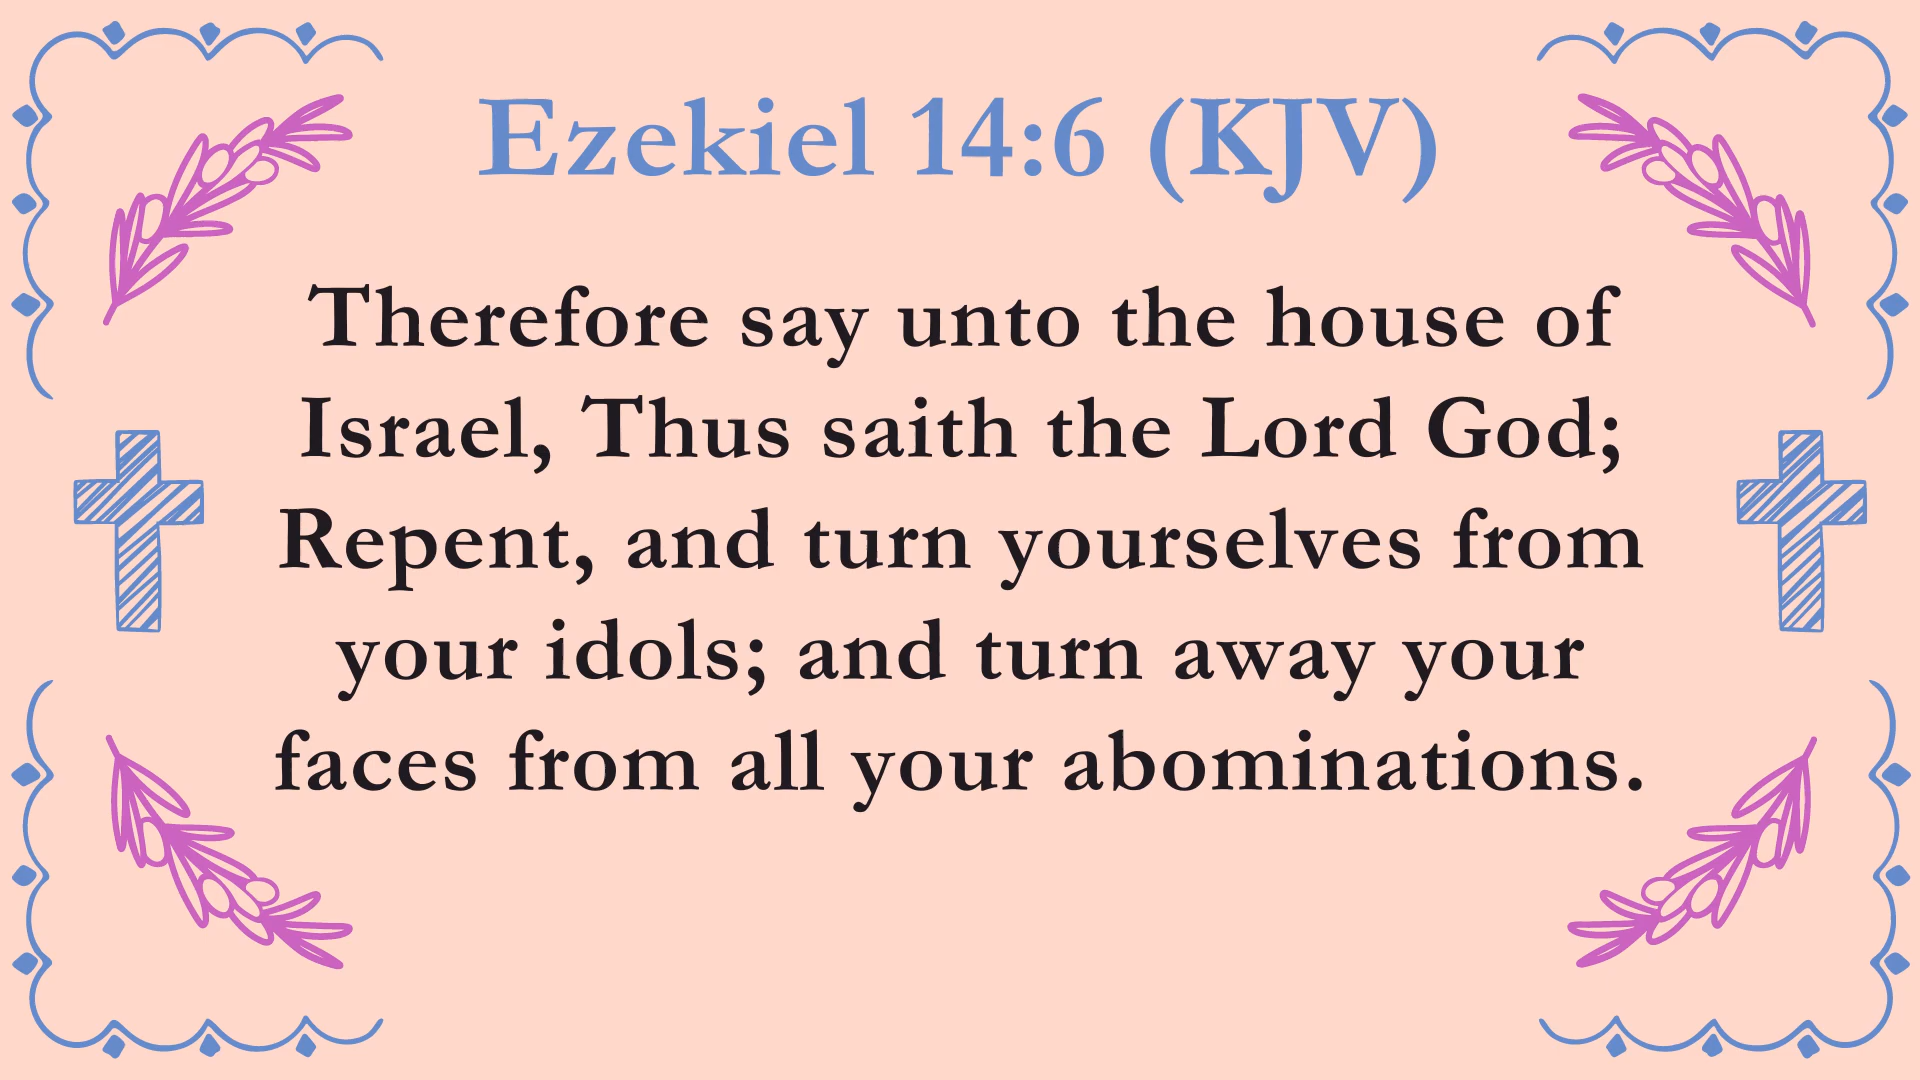 Ezekiel 14:6 (KJV)
Therefore say unto the house of
Israel, Thus saith the Lord God;
Repent, and turn yourselves from
your idols; and turn away your
faces from all your abominations.